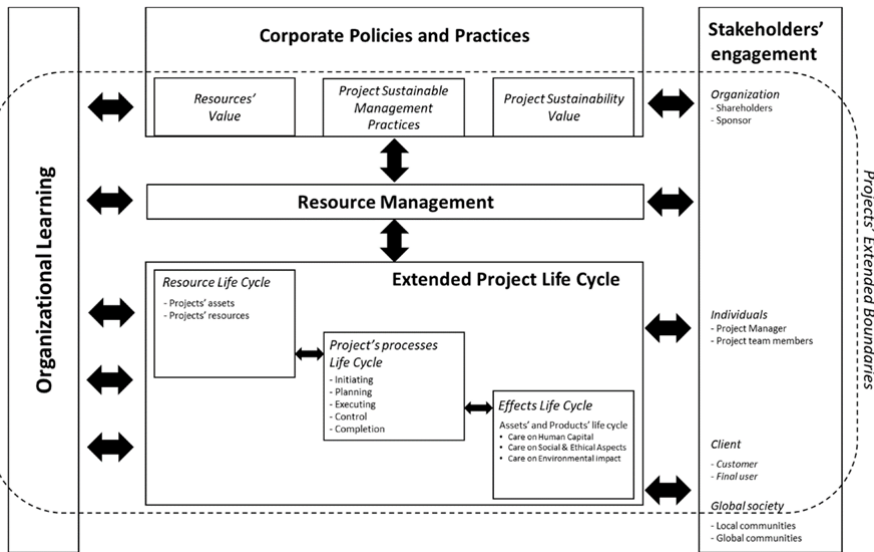 Corporate Policies and Practices
Resources'
Value
Project Sustainable
Management
Practices
Project Sustainability
Value
Resource Management
Extended Project Life Cycle
Resource Life Cycle
- Projects' assets
- Projects' resources
Project's processes
Life Cycle
- Initiating
- Planning
- Executing
- Control
- Completion
Effects Life Cycle
Assets' and Products' life cycle
• Care on Human Capital
• Care on Social & Ethical Aspects
• Care on Environmental impact
Organizational Learning
Stakeholders'
engagement
Organization
- Shareholders
- Sponsor
Individuals
- Project Manager
- Project team members
Client
- Customer
- Final user
Global society
- Local communities
- Global communities
Projects´ Extended Boundaries